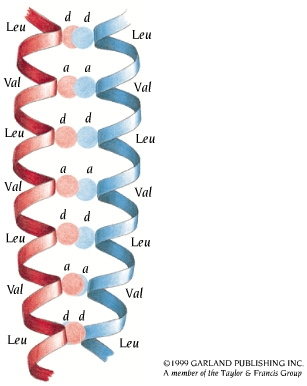 d d
Leu Leu
a a
Val Val
d d
Leu Leu
a a
Val Val
d d
Leu Leu
a a
Val Val
d d
Leu Leu
©1999 GARLAND PUBLISHING INC.
A member of the Taylor & Francis Group